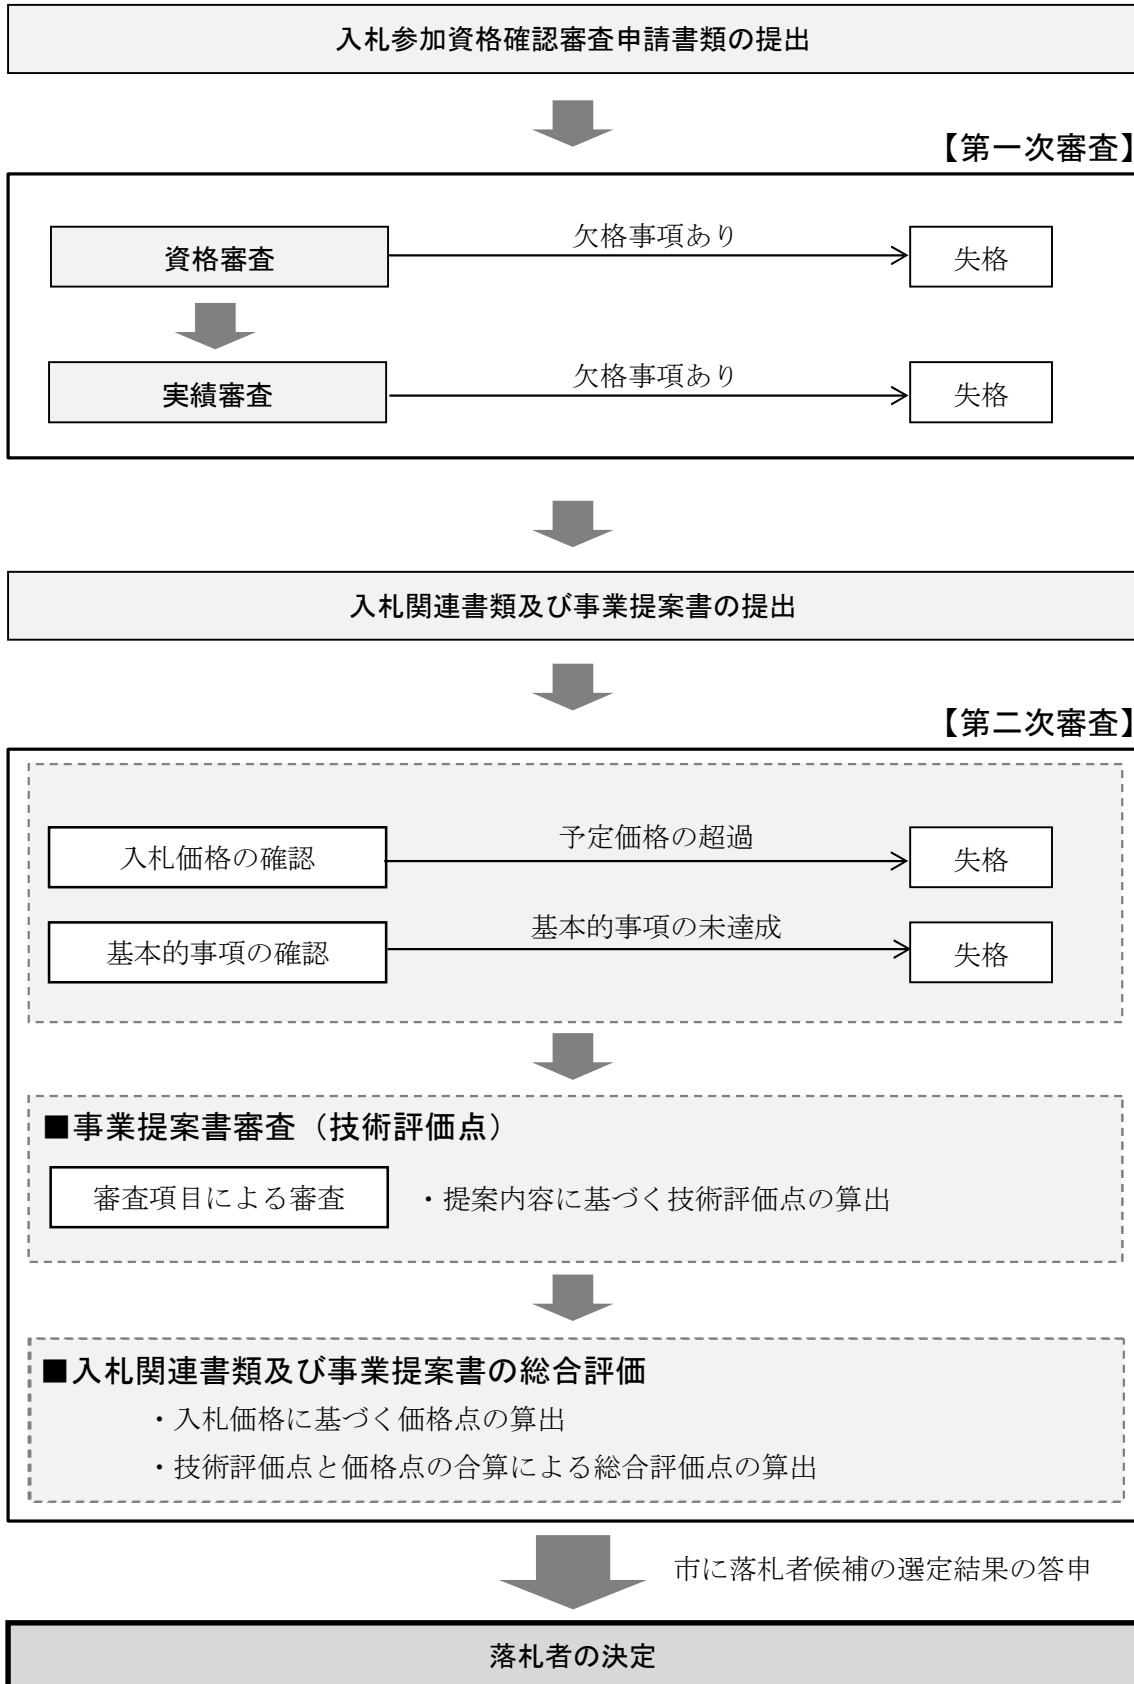 入札参加資格確認審査申請書類の提出
【第一次審査】
資格審査
欠格事項あり
失格
実績審査
欠格事項あり
失格
入札関連書類及び事業提案書の提出
【第二次審査】
入札価格の確認
予定価格の超過
失格
基本的事項の確認
基本的事項の未達成
失格
■事業提案書審査（技術評価点）
審査項目による審査
・提案内容に基づく技術評価点の算出
■入札関連書類及び事業提案書の総合評価
・入札価格に基づく価格点の算出
・技術評価点と価格点の合算による総合評価点の算出
市に落札者候補の選定結果の答申
落札者の決定